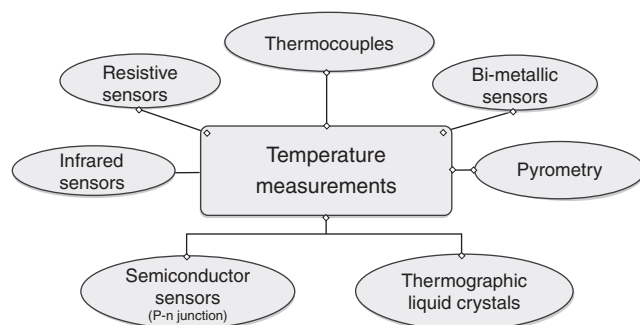 Thermocouples
Resistive
sensors
Bi-metallic
sensors
Infrared
sensors
Temperature
measurements
Pyrometry
Semiconductor
sensors
(P-n junction)
Thermographic
liquid crystals